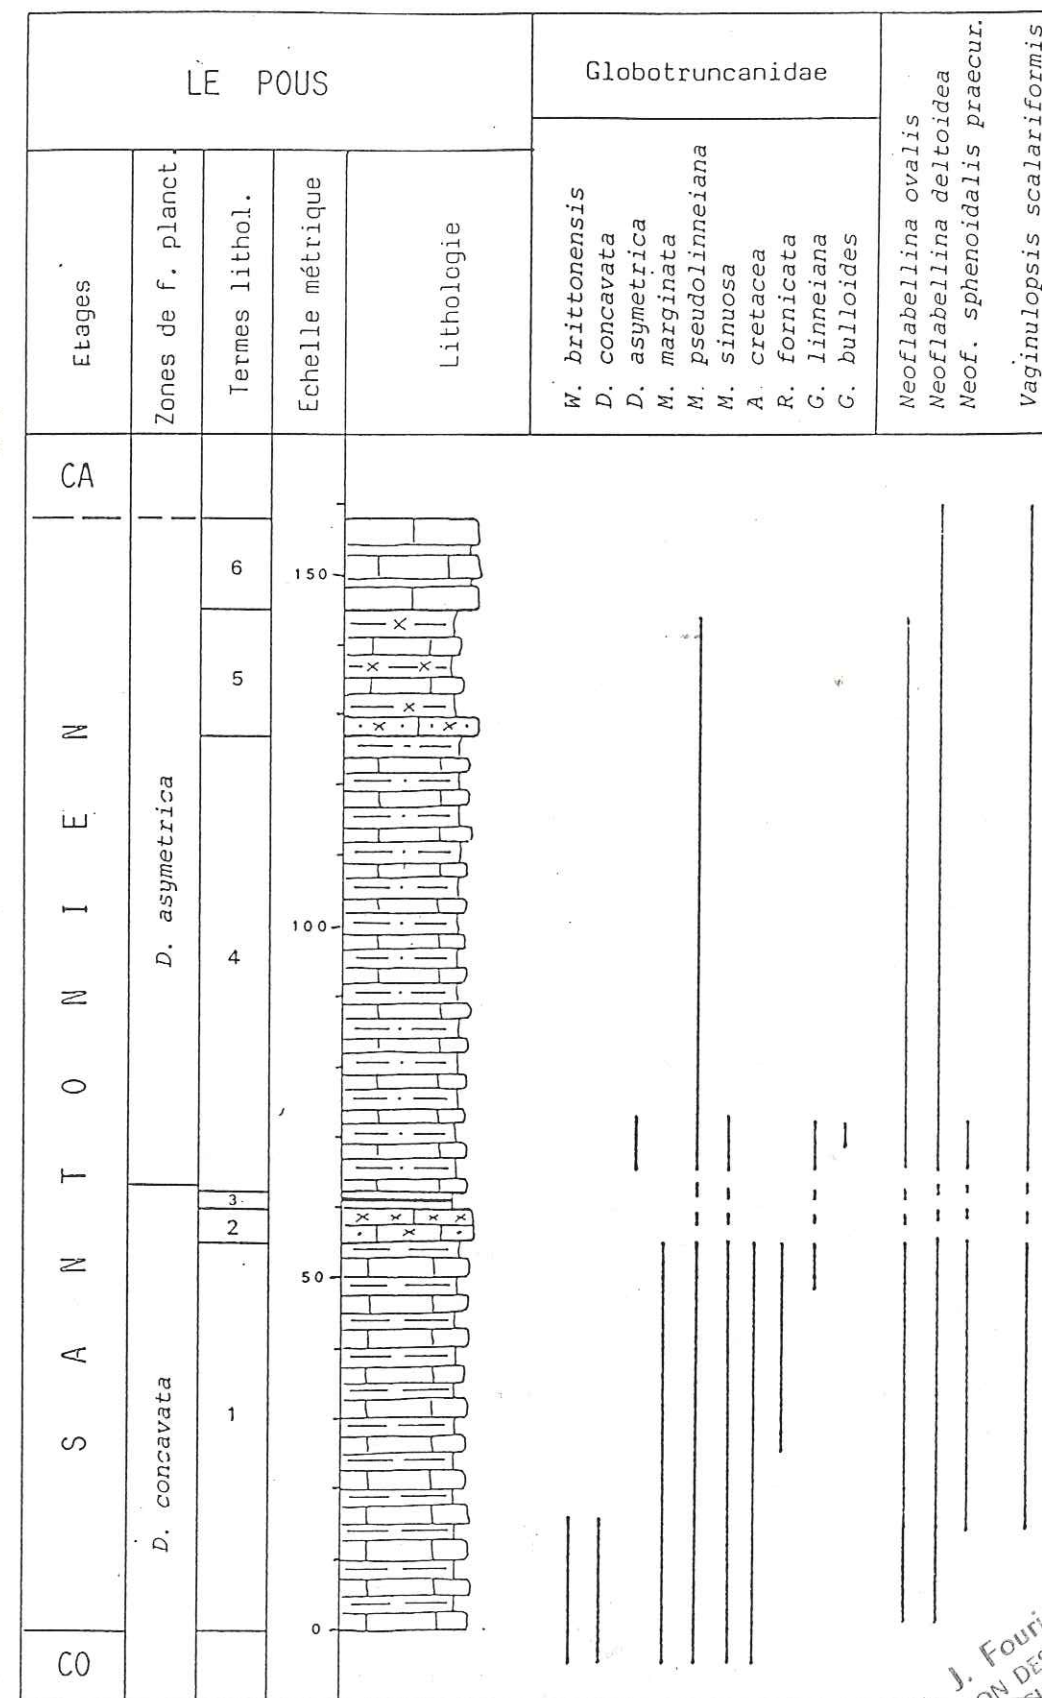 LE POUS
Globotruncanidae
Etages
Zones de f. planct.
Termes lithol.
Echelle métrique
Lithologie
W. brittonensis
D. concavata
D. asymetrica
M. marginata
M. pseudolinneiana
M. sinuosa
A. cretacea
R. fornicata
G. linneiana
G. bulloides
Neoflabellina ovalis
Neoflabellina deltoidea
Neof. sphenoidalis praecur.
Vaginulopsis scalariformis
CA
SANTONIEN
CO
D. asymetrica
D. concavata
6
5
4
3
2
1
150
100
50
0
J. Fouri